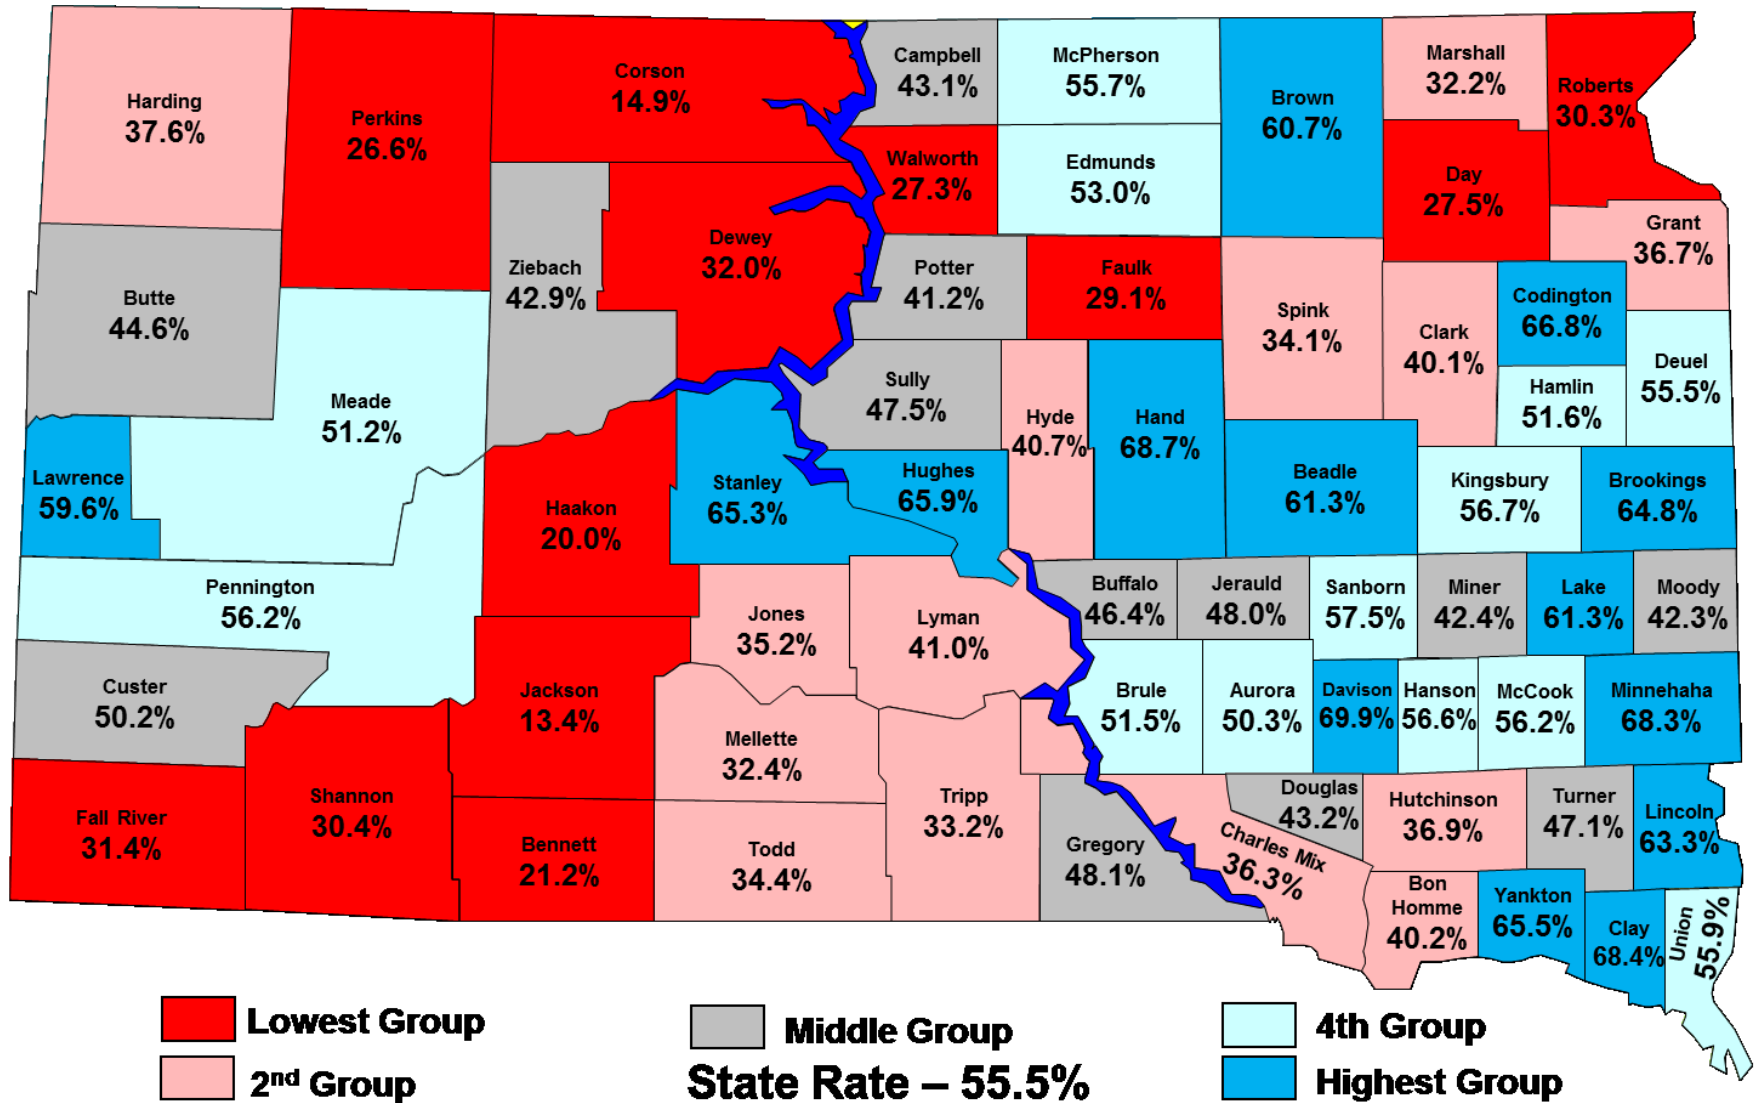 Harding
37.6%
Perkins
26.6%
Corson
14.9%
Campbell
43.1%
McPherson
55.7%
Brown
60.7%
Marshall
32.2%
Roberts
30.3%
Walworth
27.3%
Edmunds
53.0%
Day
27.5%
Grant
36.7%
Butte
44.6%
Ziebach
42.9%
Dewey
32.0%
Potter
41.2%
Faulk
29.1%
Spink
34.1%
Clark
40.1%
Codington
66.8%
Deuel
55.5%
Hamlin
51.6%
Meade
51.2%
Sully
47.5%
Hyde
40.7%
Hand
68.7%
Lawrence
59.6%
Haakon
20.0%
Stanley
65.3%
Hughes
65.9%
Beadle
61.3%
Kingsbury
56.7%
Brookings
64.8%
Pennington
56.2%
Jones
35.2%
Lyman
41.0%
Buffalo
46.4%
Jerauld
48.0%
Sanborn
57.5%
Miner
42.4%
Lake
61.3%
Moody
42.3%
Custer
50.2%
Jackson
13.4%
Mellette
32.4%
Brule
51.5%
Aurora
50.3%
Davison
69.9%
Hanson
56.6%
McCook
56.2%
Minnehaha
68.3%
Fall River
31.4%
Shannon
30.4%
Bennett
21.2%
Todd
34.4%
Tripp
33.2%
Gregory
48.1%
Charles Mix
36.3%
Douglas
43.2%
Hutchinson
36.9%
Turner
47.1%
Lincoln
63.3%
Bon
Homme
40.2%
Yankton
65.5%
Clay
68.4%
Union
55.9%
Lowest Group
2nd Group
Middle Group
State Rate – 55.5%
4th Group
Highest Group